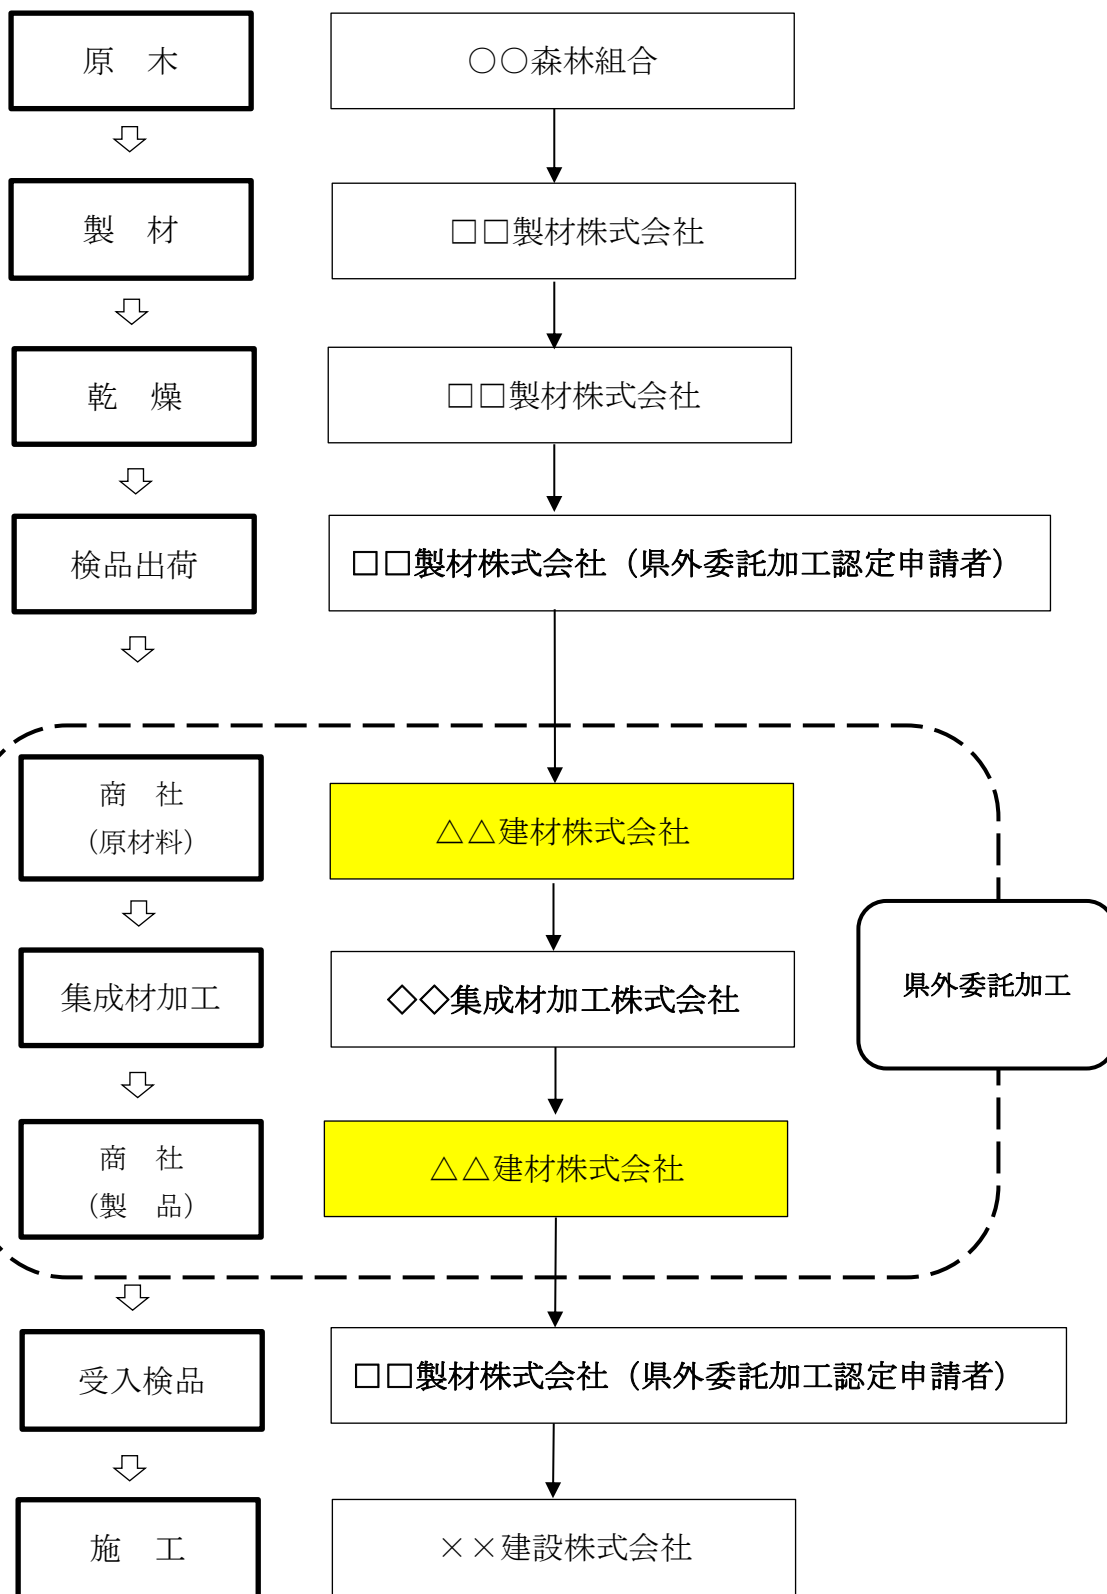 原　木
○○森林組合
製　材
□□製材株式会社
乾　燥
□□製材株式会社
検品出荷
□□製材株式会社（県外委託加工認定申請者）
商　社
（原材料）
△△建材株式会社
集成材加工
◇◇集成材加工株式会社
県外委託加工
商　社
（製　品）
△△建材株式会社
受入検品
□□製材株式会社（県外委託加工認定申請者）
施　工
××建設株式会社